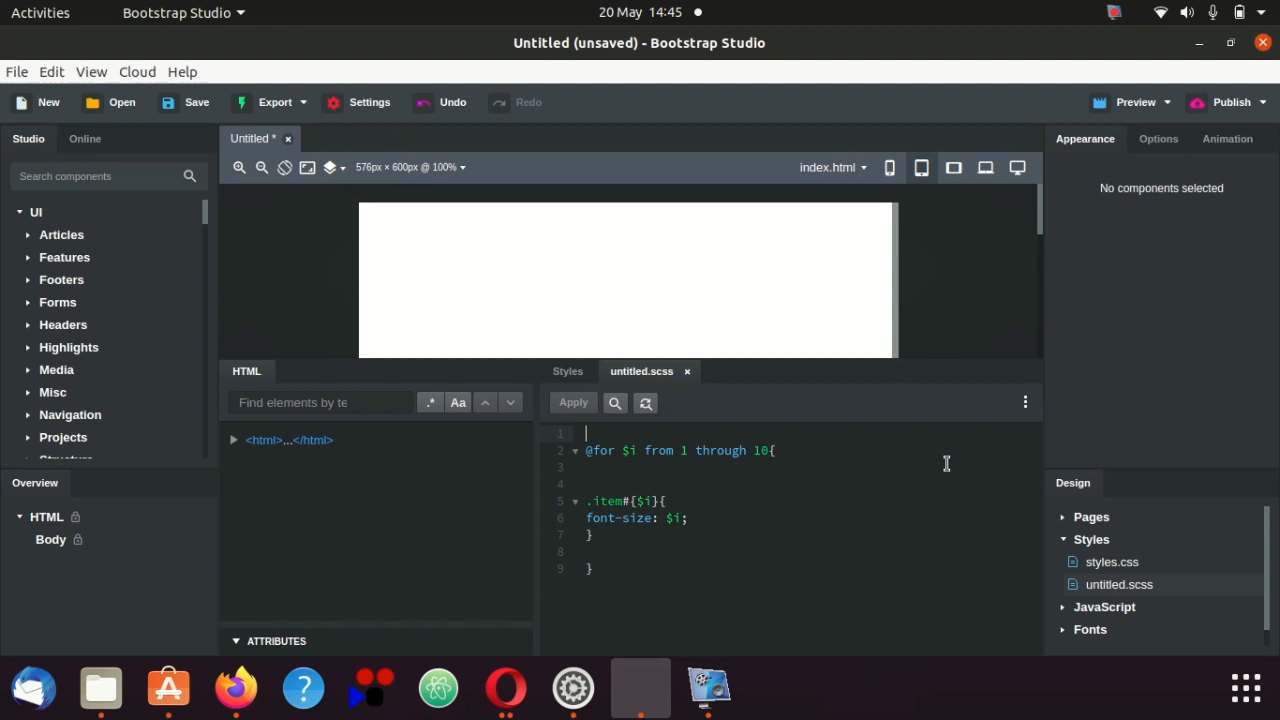 Activities
Bootstrap Studio
20 May 14:45
Untitled (unsaved) - Bootstrap Studio
File Edit View Cloud Help
New Open Save Export Settings Undo Redo Preview Publish
Studio Online
Search components
UI
Articles
Features
Footers
Forms
Headers
Highlights
Media
Misc
Navigation
Projects
Overview
HTML
Body
Untitled *
576px × 600px @ 100%
index.html
HTML
Find elements by te
.* Aa
<html>...</html>
ATTRIBUTES
Styles untitled.scss
Apply
1
2 @for $i from 1 through 10{
3
4
5 .item#{$i}{
6 font-size: $i;
7 }
8
9 }
Appearance Options Animation
No components selected
Design
Pages
Styles
styles.css
untitled.scss
JavaScript
Fonts